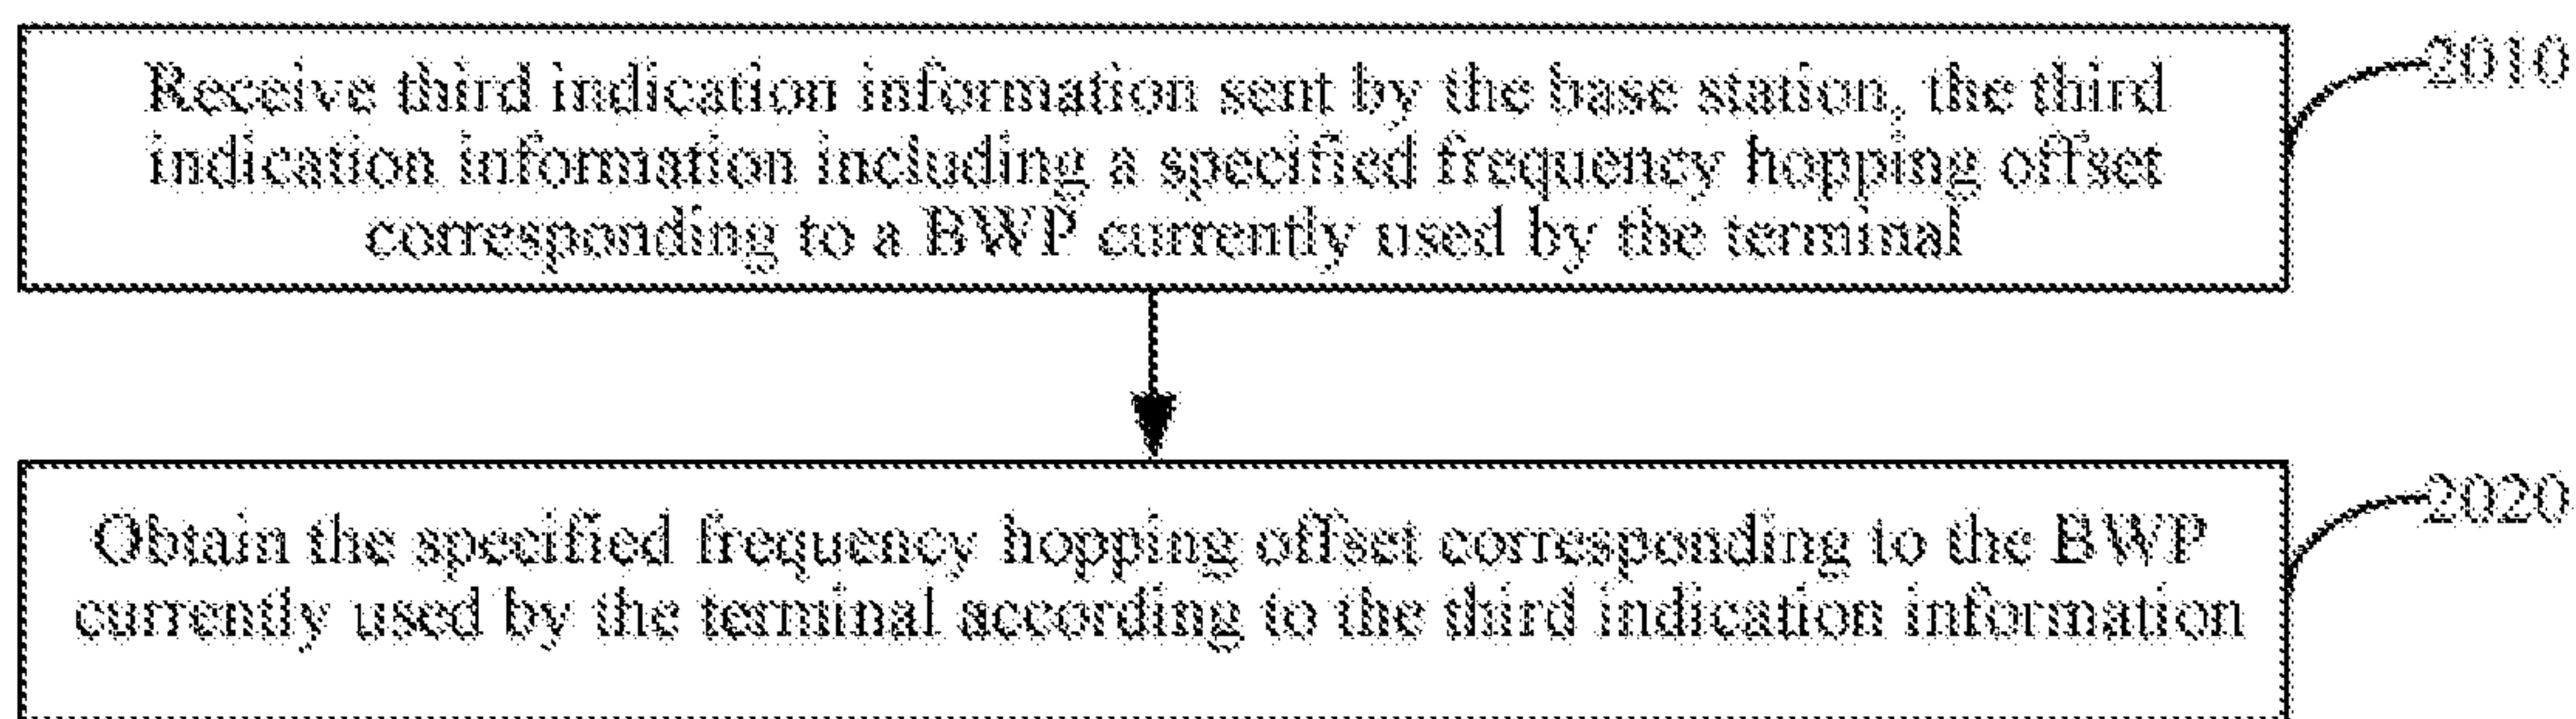 Receive third indication information sent by the base station, the third
indication information including a specified frequency hopping offset
corresponding to a BWP currently used by the terminal
2010
Obtain the specified frequency hopping offset corresponding to the BWP
currently used by the terminal according to the third indication information
2020